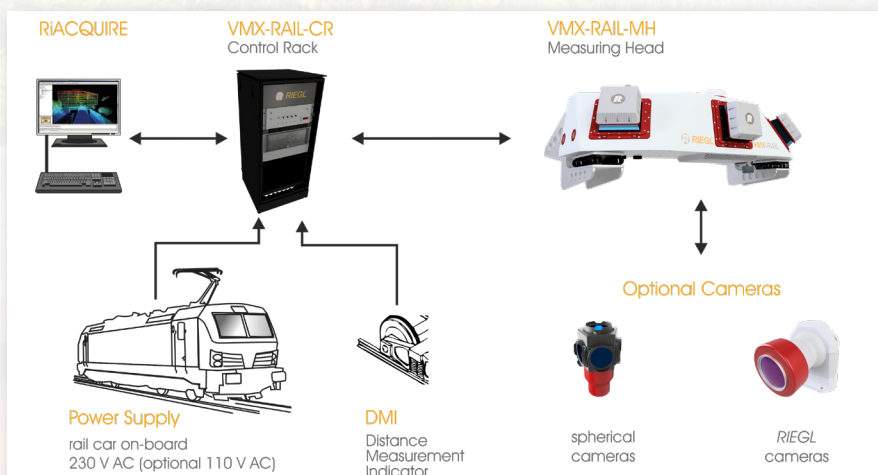 RiACQUIRE
VMX-RAIL-CR
Control Rack
VMX-RAIL-MH
Measuring Head
RIEGL
RIEGL
VMX-RAIL
Optional Cameras
Power Supply
rail car on-board
230 V AC (optional 110 V AC)
DMI
Distance
Measurement
Indicator
spherical
cameras
RIEGL
cameras